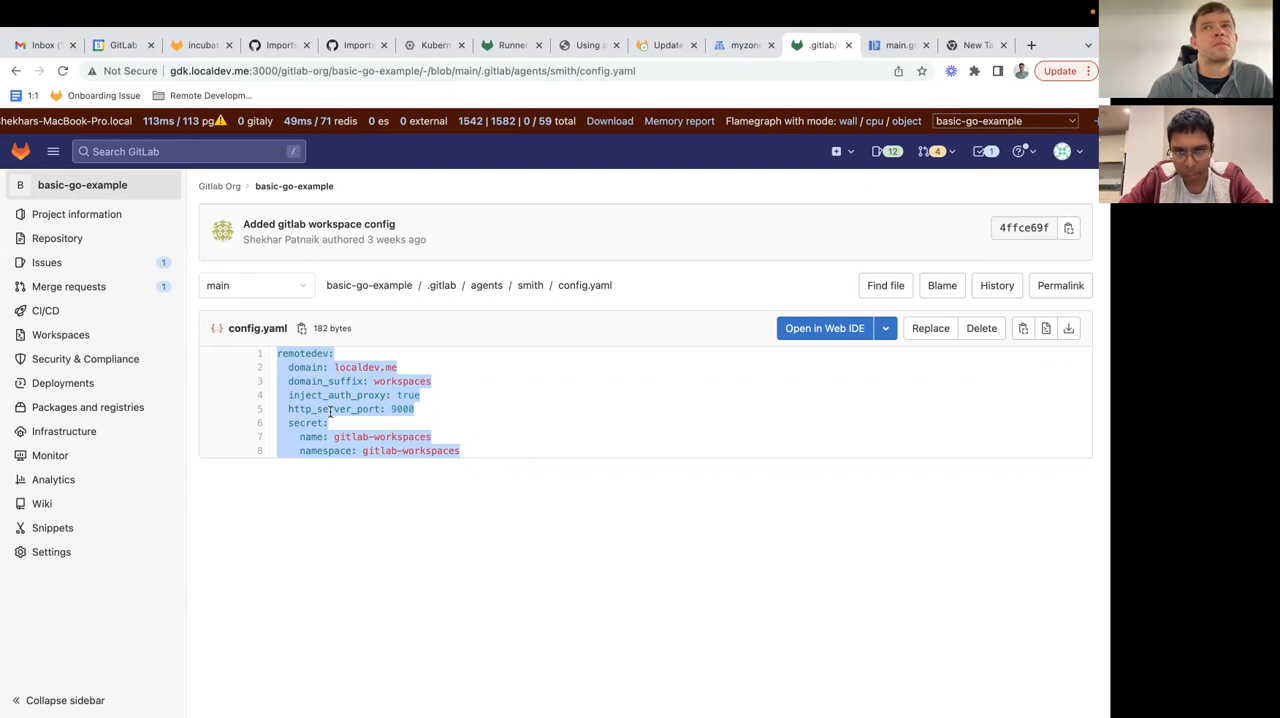 Inbox (1
GitLab
incubat
Imports
Imports
Kubern
Runner
Using a
Update
myzone
.gitlab/
main.g
New Ta
Not Secure
gdk.localdev.me:3000/gitlab-org/basic-go-example/-/blob/main/.gitlab/agents/smith/config.yaml
Update
1:1
Onboarding Issue
Remote Developm...
Shekhars-MacBook-Pro.local
113ms / 113 pg
0 gitaly
49ms / 71 redis
0 es
0 external
1542 | 1582 | 0 / 59 total
Download
Memory report
Flamegraph with mode: wall / cpu / object
basic-go-example
Search GitLab
/
12
4
1
B
basic-go-example
Project information
Repository
Issues
1
Merge requests
1
CI/CD
Workspaces
Security & Compliance
Deployments
Packages and registries
Infrastructure
Monitor
Analytics
Wiki
Snippets
Settings
Collapse sidebar
Gitlab Org
basic-go-example
Added gitlab workspace config
Shekhar Patnaik authored 3 weeks ago
4ffce69f
main
basic-go-example / .gitlab / agents / smith / config.yaml
Find file
Blame
History
Permalink
config.yaml
182 bytes
Open in Web IDE
Replace
Delete
1 remotedev:
2 domain: localdev.me
3 domain_suffix: workspaces
4 inject_auth_proxy: true
5 http_server_port: 9000
6 secret:
7 name: gitlab-workspaces
8 namespace: gitlab-workspaces